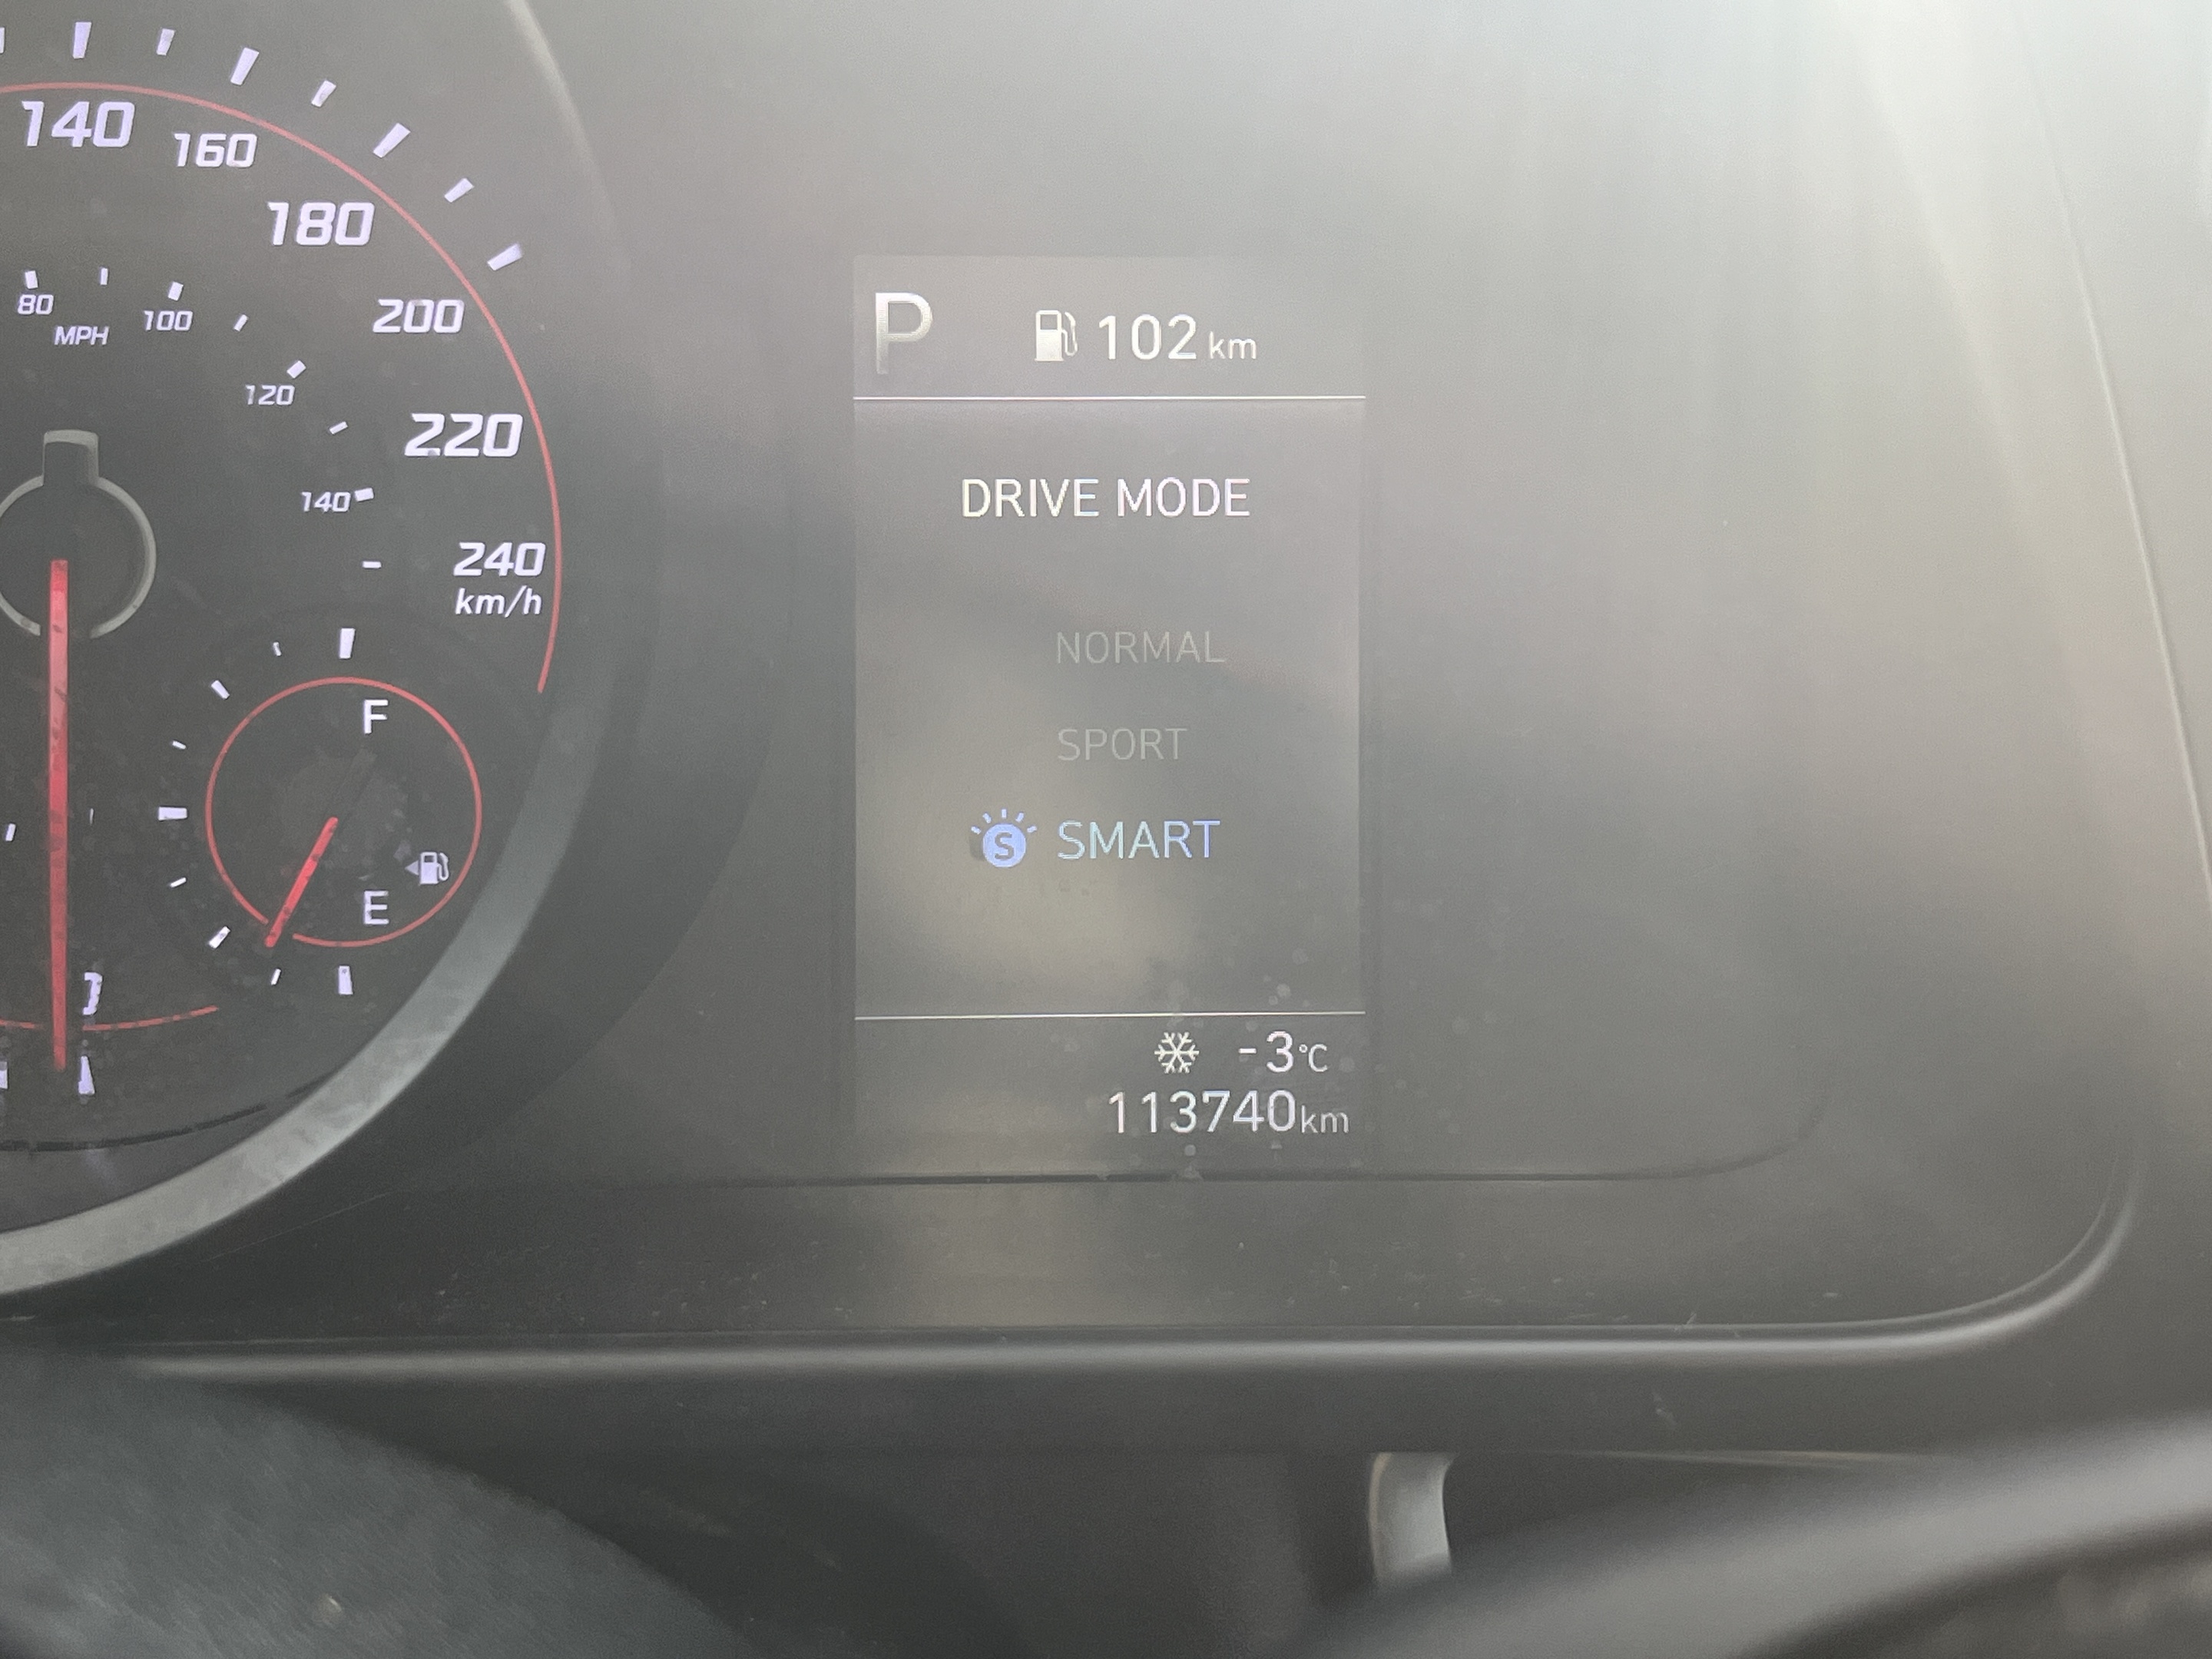 140
160
180
200
220
240
km/h
80
MPH
100
120
140
F
E
P 102 km
DRIVE MODE
NORMAL
SPORT
S SMART
-3°C
113740km